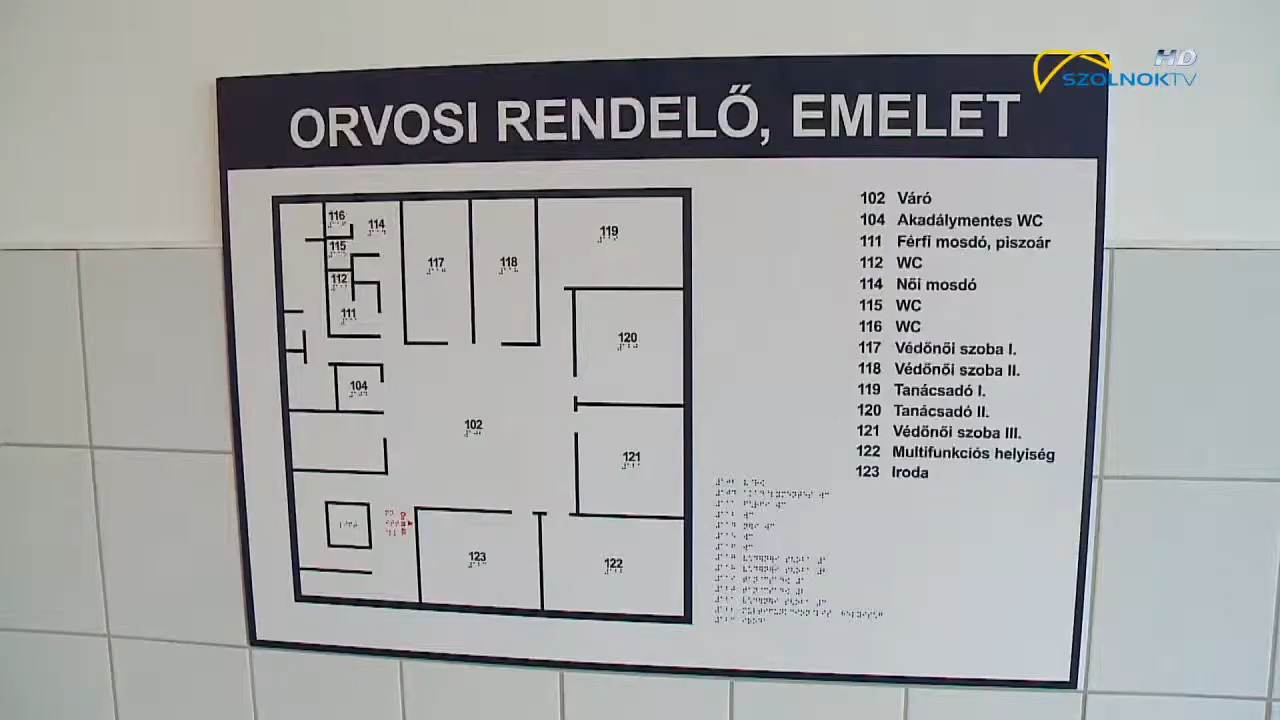 HD
SZOLNOKTV
ORVOSI RENDELŐ, EMELET
102 Váró
104 Akadálymentes WC
111 Férfi mosdó, piszoár
112 WC
114 Női mosdó
115 WC
116 WC
117 Védőnői szoba I.
118 Védőnői szoba II.
119 Tanácsadó I.
120 Tanácsadó II.
121 Védőnői szoba III.
122 Multifunkciós helyiség
123 Iroda
116
114
115
112
111
117
118
119
120
104
102
121
123
122